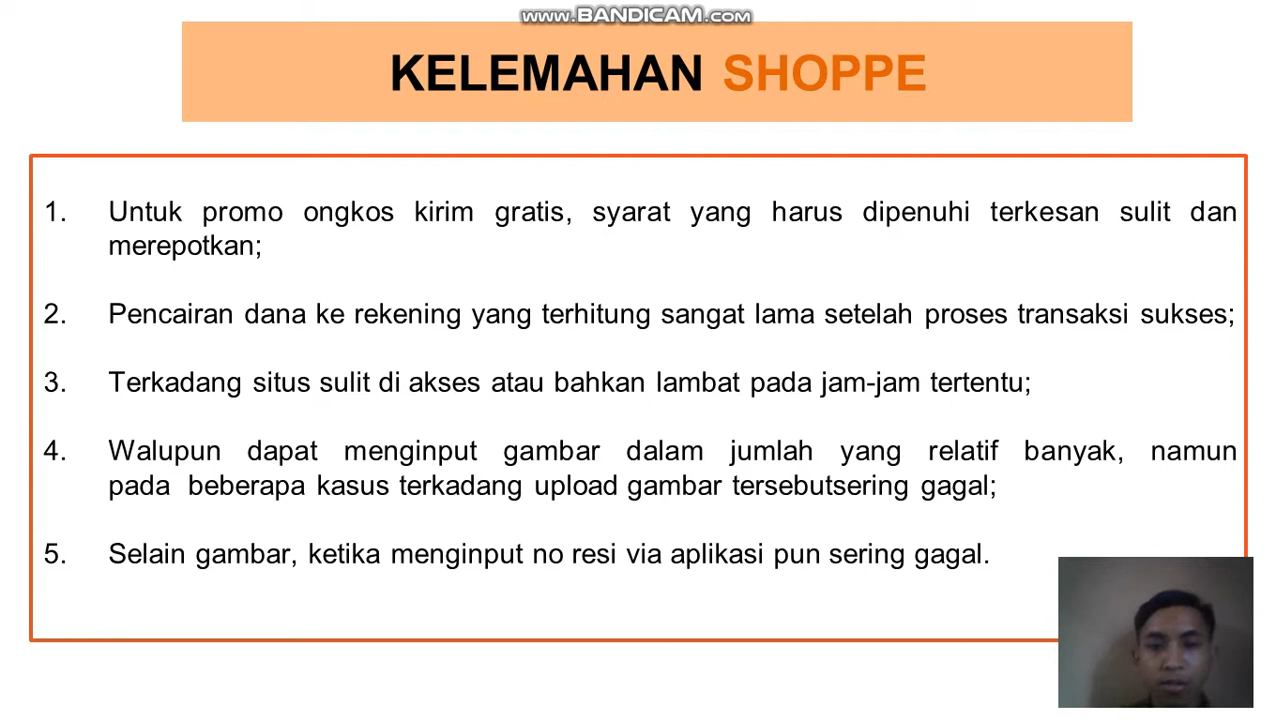 www.BANDICAM.com
KELEMAHAN SHOPPE
1. Untuk promo ongkos kirim gratis, syarat yang harus dipenuhi terkesan sulit dan
merepotkan;
2. Pencairan dana ke rekening yang terhitung sangat lama setelah proses transaksi sukses;
3. Terkadang situs sulit di akses atau bahkan lambat pada jam-jam tertentu;
4. Walupun dapat menginput gambar dalam jumlah yang relatif banyak, namun
pada beberapa kasus terkadang upload gambar tersebutsering gagal;
5. Selain gambar, ketika menginput no resi via aplikasi pun sering gagal.